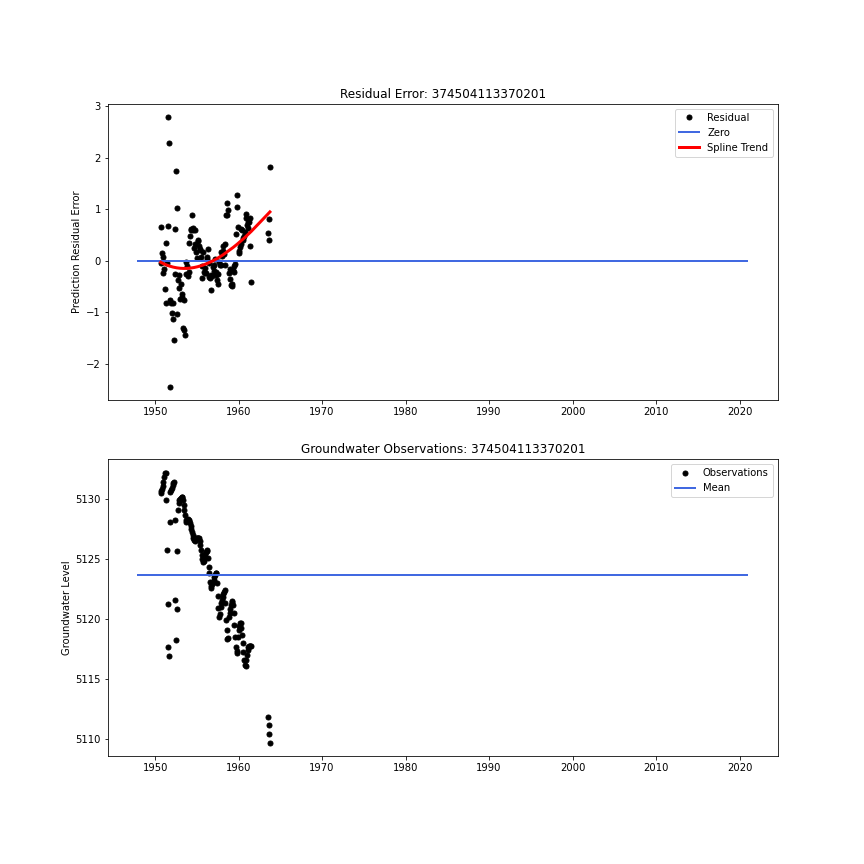 Residual Error: 374504113370201
3
2
1
0
−1
−2
Prediction Residual Error
Residual
Zero
Spline Trend
1950 1960 1970 1980 1990 2000 2010 2020
Groundwater Observations: 374504113370201
5130
5125
5120
5115
5110
Groundwater Level
Observations
Mean
1950 1960 1970 1980 1990 2000 2010 2020